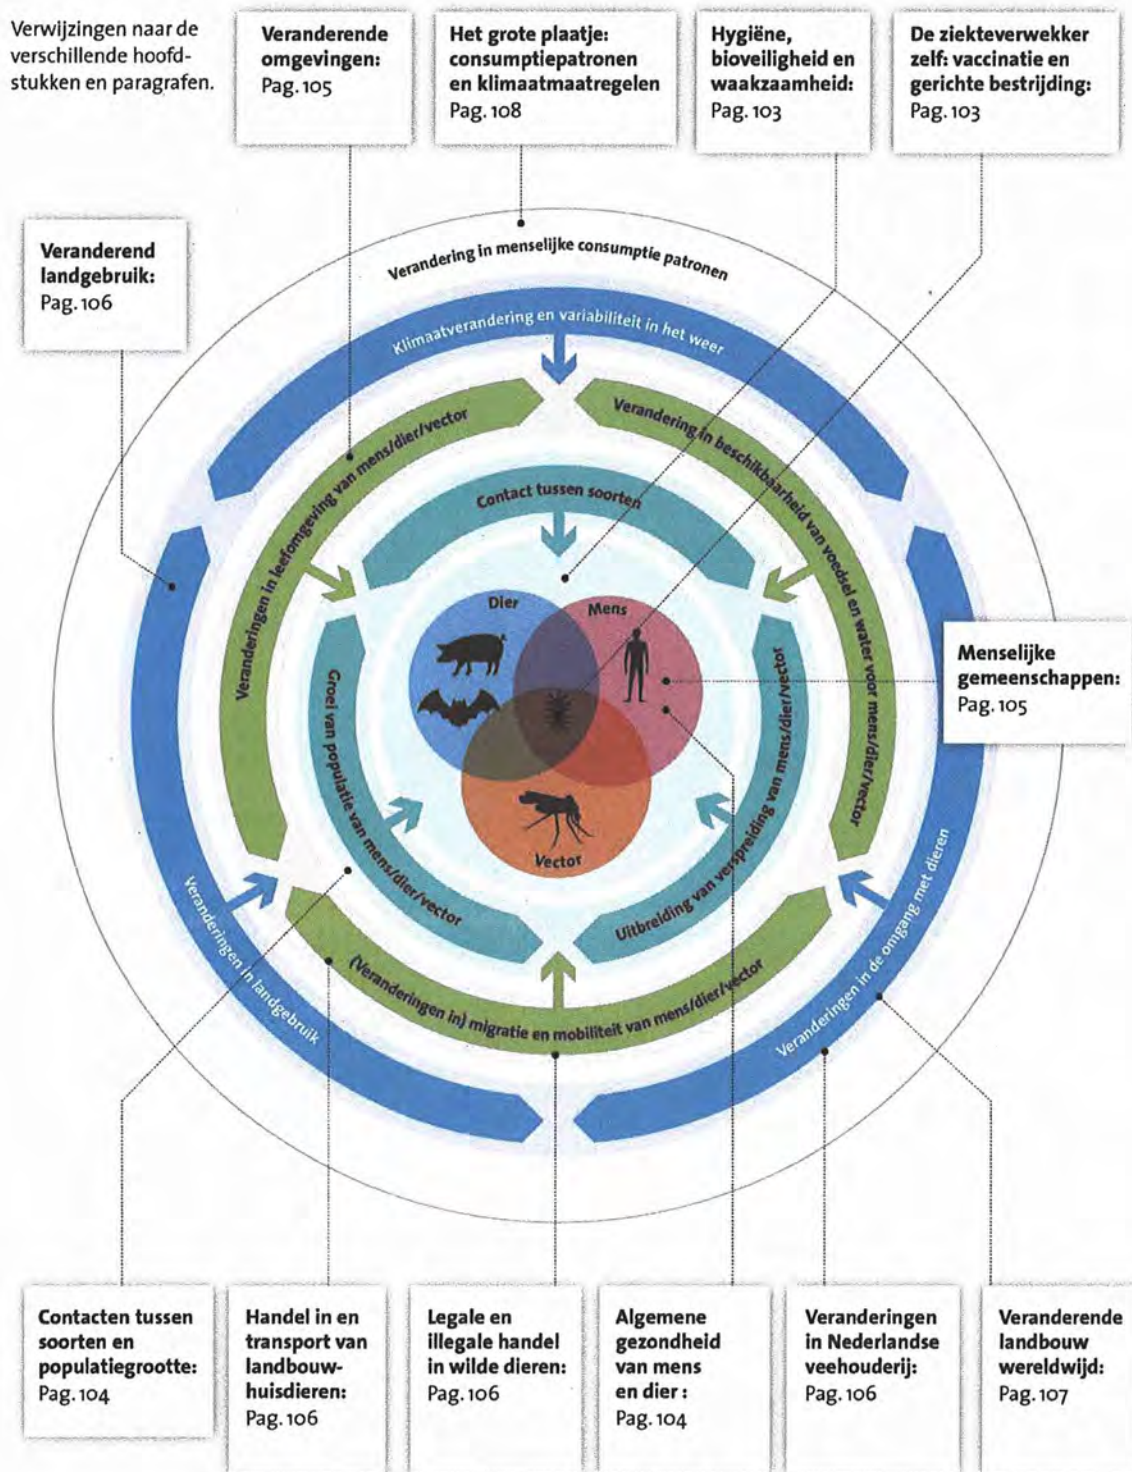 Verwijzingen naar de
verschillende hoofd-
stukken en paragrafen.
Veranderende
omgevingen:
Pag. 105
Het grote plaatje:
consumptiepatronen
en klimaatmaatregelen
Pag. 108
Hygiëne,
bioveiligheid en
waakzaamheid:
Pag. 103
De ziekteverwekker
zelf: vaccinatie en
gerichte bestrijding:
Pag. 103
Veranderend
landgebruik:
Pag. 106
Verandering in menselijke consumptie patronen
Klimaatverandering en variabiliteit in het weer
Veranderingen in leefomgeving van mens/dier/vector
Verandering in beschikbaarheid van voedsel en water voor mens/dier/vector
Contact tussen soorten
Dier
Mens
Vector
Groei van populatie van mens/dier/vector
Uitbreiding van verspreiding van mens/dier/vector
Menselijke
gemeenschappen:
Pag. 105
(Veranderingen in) migratie en mobiliteit van mens/dier/vector
Veranderingen in landgebruik
Veranderingen in de omgang met dieren
Contacten tussen
soorten en
populatiegrootte:
Pag. 104
Handel in en
transport van
landbouw-
huisdieren:
Pag. 106
Legale en
illegale handel
in wilde dieren:
Pag. 106
Algemene
gezondheid
van mens
en dier :
Pag. 104
Veranderingen
in Nederlandse
veehouderij:
Pag. 106
Veranderende
landbouw
wereldwijd:
Pag. 107